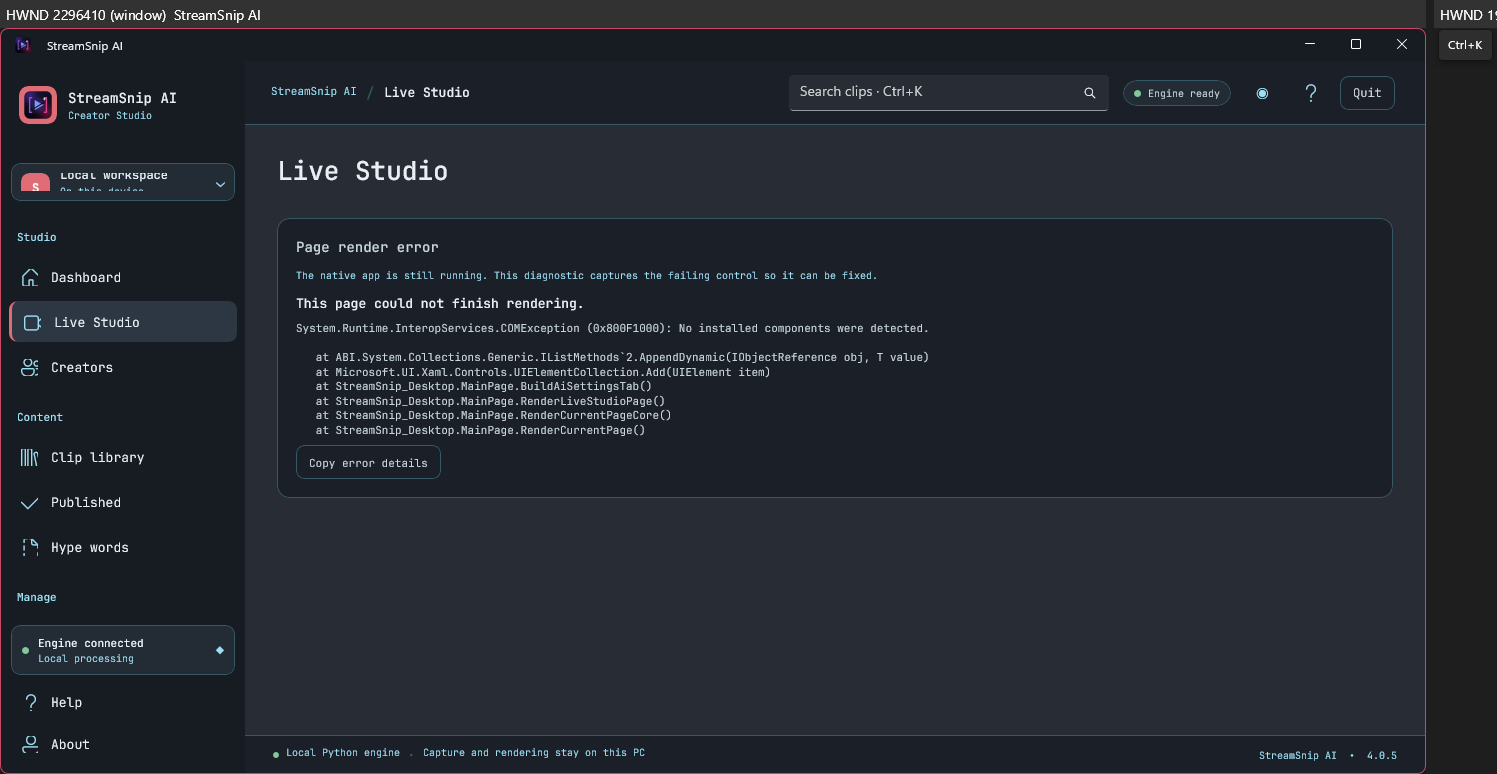 HWND 2296410 (window)  StreamSnip AI
HWND 19
Ctrl+K
StreamSnip AI
StreamSnip AI
Creator Studio
StreamSnip AI / Live Studio
Search clips · Ctrl+K
Engine ready
?
Quit
S
Local workspace
On this device
Studio
Dashboard
Live Studio
Creators
Content
Clip library
Published
Hype words
Manage
Engine connected
Local processing
Help
About
Live Studio
Page render error
The native app is still running. This diagnostic captures the failing control so it can be fixed.
This page could not finish rendering.
System.Runtime.InteropServices.COMException (0x800F1000): No installed components were detected.
at ABI.System.Collections.Generic.IListMethods`2.AppendDynamic(IObjectReference obj, T value)
at Microsoft.UI.Xaml.Controls.UIElementCollection.Add(UIElement item)
at StreamSnip_Desktop.MainPage.BuildAiSettingsTab()
at StreamSnip_Desktop.MainPage.RenderLiveStudioPage()
at StreamSnip_Desktop.MainPage.RenderCurrentPageCore()
at StreamSnip_Desktop.MainPage.RenderCurrentPage()
Copy error details
Local Python engine . Capture and rendering stay on this PC
StreamSnip AI • 4.0.5